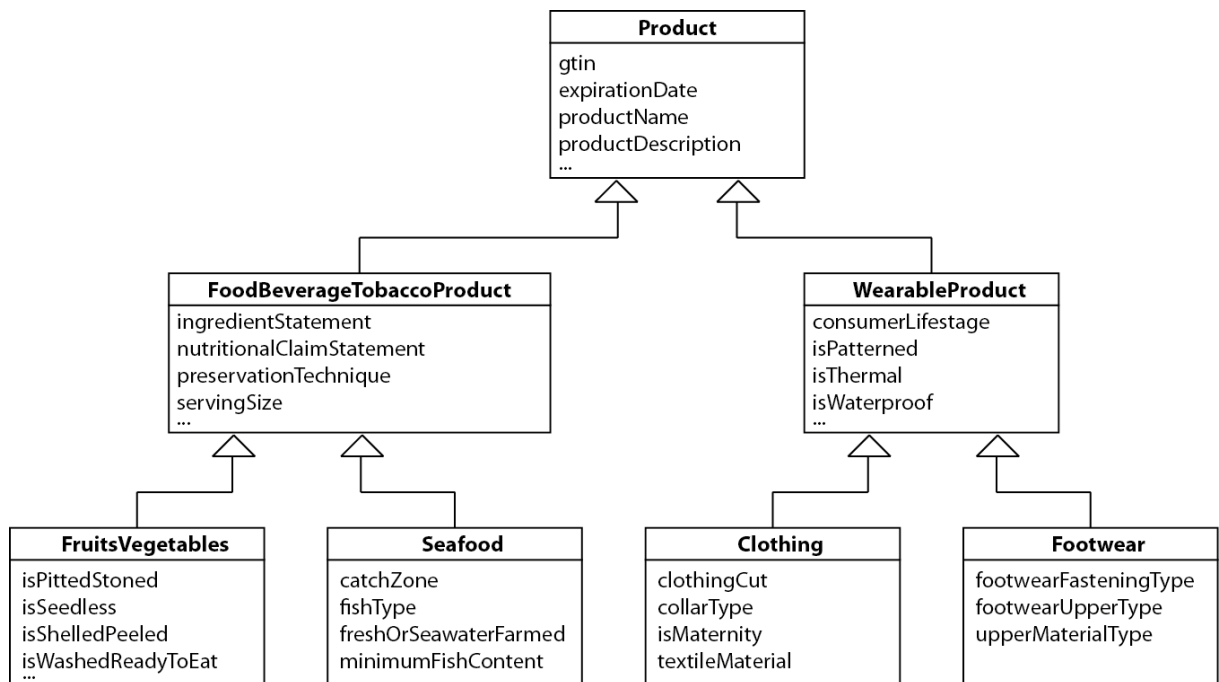 Product
gtin
expirationDate
productName
productDescription
...
FoodBeverageTobaccoProduct
ingredientStatement
nutritionalClaimStatement
preservationTechnique
servingSize
...
WearableProduct
consumerLifestage
isPatterned
isThermal
isWaterproof
...
FruitsVegetables
isPittedStoned
isSeedless
isShelledPeeled
isWashedReadyToEat
...
Seafood
catchZone
fishType
freshOrSeawaterFarmed
minimumFishContent
Clothing
clothingCut
collarType
isMaternity
textileMaterial
Footwear
footwearFasteningType
footwearUpperType
upperMaterialType